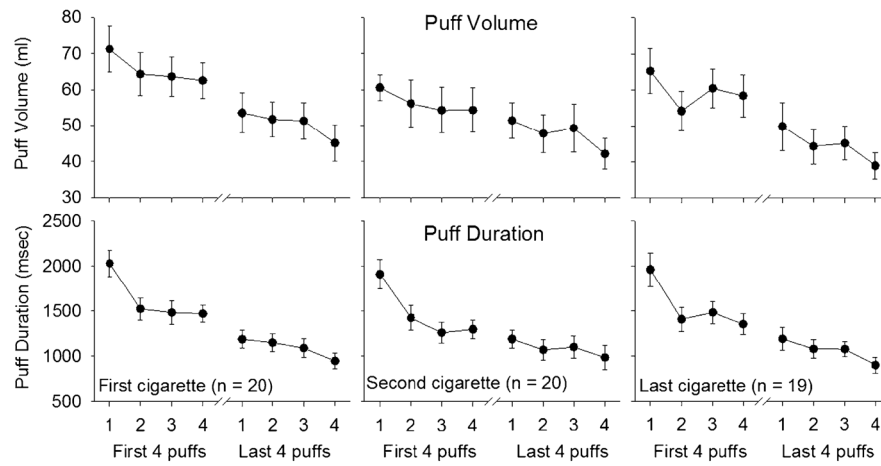 Puff Volume
Puff Volume (ml)
80
70
60
50
40
30
Puff Duration
Puff Duration (msec)
2500
2000
1500
1000
500
First cigarette (n = 20)
Second cigarette (n = 20)
Last cigarette (n = 19)
1 2 3 4 1 2 3 4 1 2 3 4 1 2 3 4 1 2 3 4 1 2 3 4
First 4 puffs Last 4 puffs First 4 puffs Last 4 puffs First 4 puffs Last 4 puffs